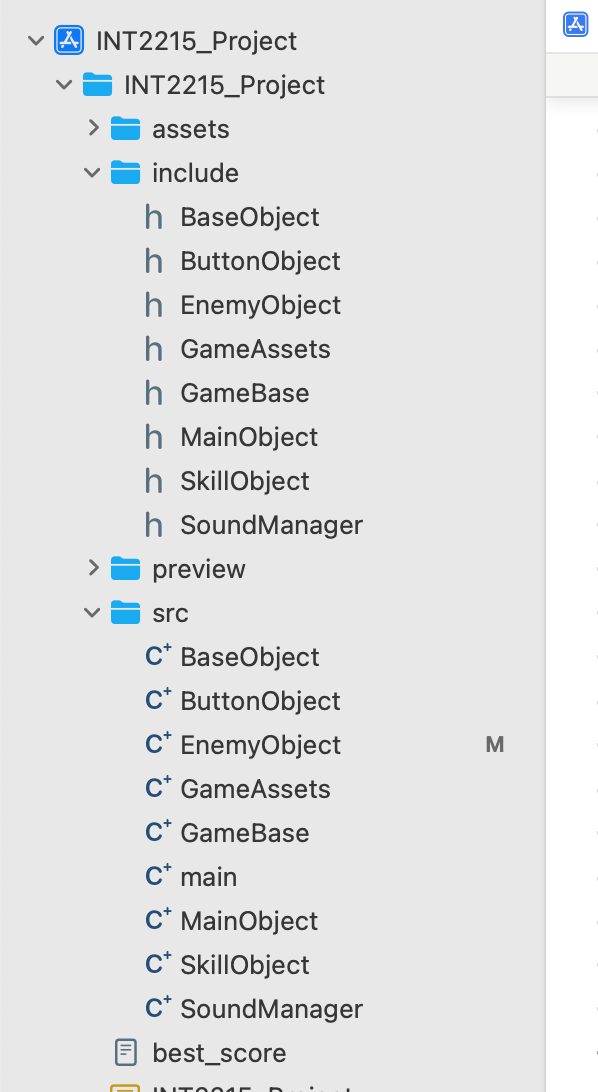 INT2215_Project
INT2215_Project
assets
include
h BaseObject
h ButtonObject
h EnemyObject
h GameAssets
h GameBase
h MainObject
h SkillObject
h SoundManager
preview
src
C+ BaseObject
C+ ButtonObject
C+ EnemyObject M
C+ GameAssets
C+ GameBase
C+ main
C+ MainObject
C+ SkillObject
C+ SoundManager
best_score
INT2215_Project